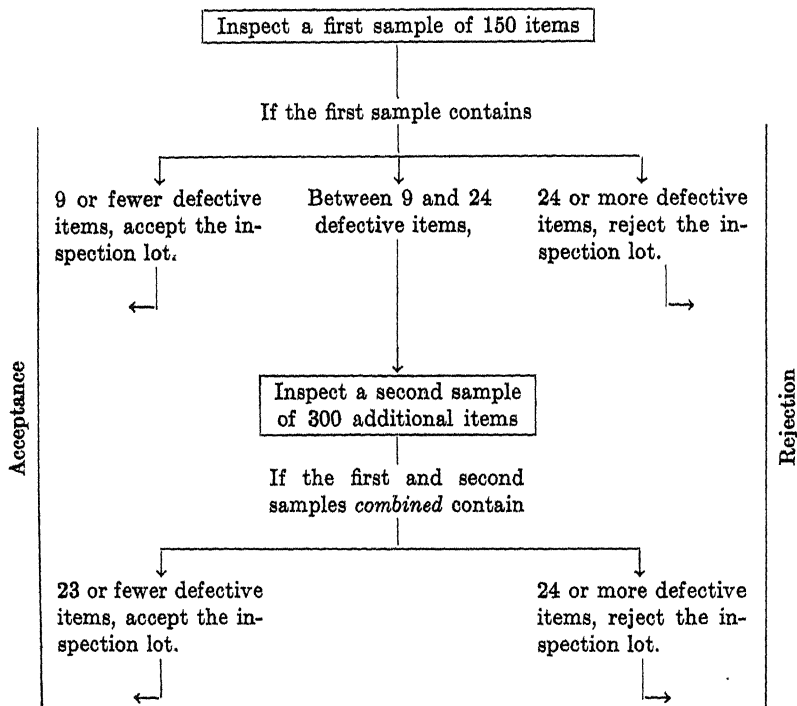 Inspect a first sample of 150 items
If the first sample contains
9 or fewer defective
items, accept the in-
spection lot.
Between 9 and 24
defective items,
24 or more defective
items, reject the in-
spection lot.
Inspect a second sample
of 300 additional items
If the first and second
samples combined contain
23 or fewer defective
items, accept the in-
spection lot.
24 or more defective
items, reject the in-
spection lot.
Acceptance
Rejection